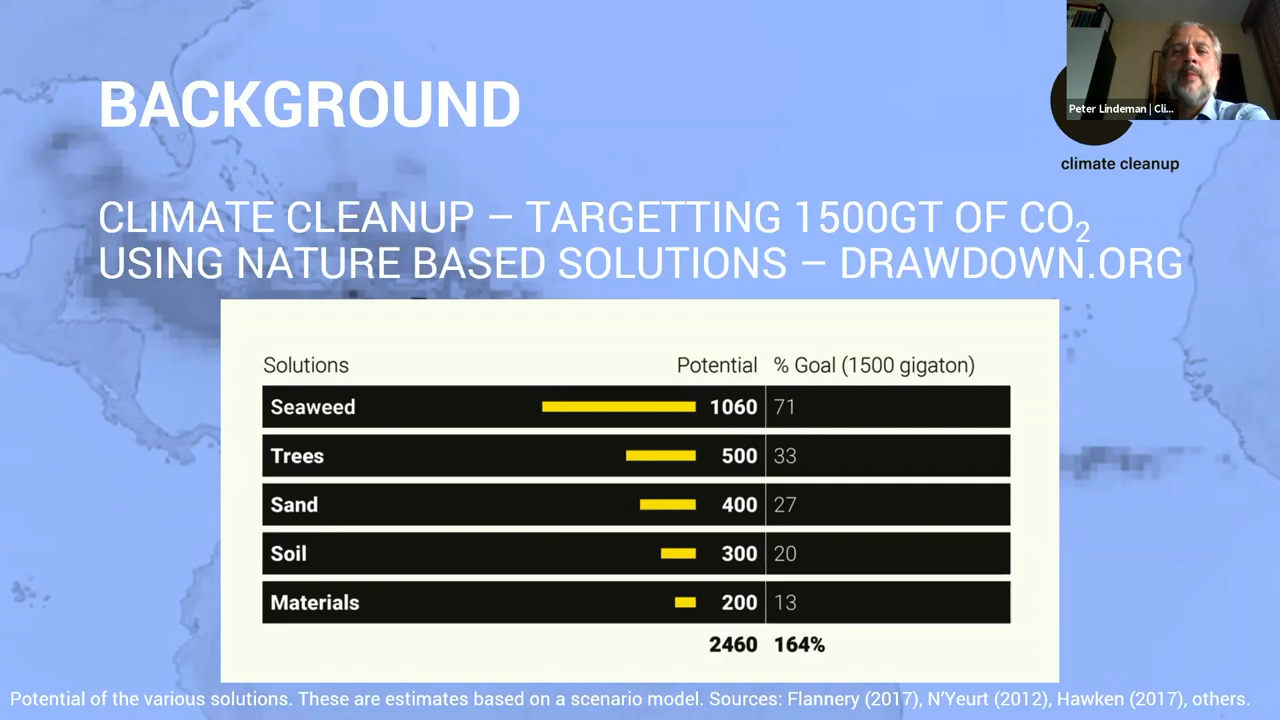 BACKGROUND
Peter Lindeman | Cli...
climate cleanup
CLIMATE CLEANUP – TARGETTING 1500GT OF CO₂
USING NATURE BASED SOLUTIONS – DRAWDOWN.ORG
Solutions Potential % Goal (1500 gigaton)
Seaweed 1060 71
Trees 500 33
Sand 400 27
Soil 300 20
Materials 200 13
2460 164%
Potential of the various solutions. These are estimates based on a scenario model. Sources: Flannery (2017), N’Yeurt (2012), Hawken (2017), others.